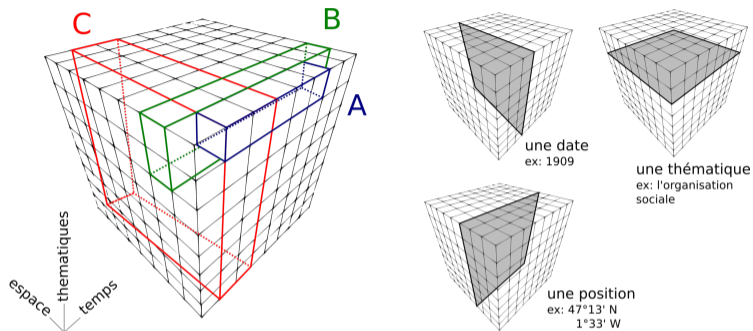 C
B
A
espace
thematiques
temps
une date
ex: 1909
une thématique
ex: l'organisation
sociale
une position
ex: 47°13' N
1°33' W